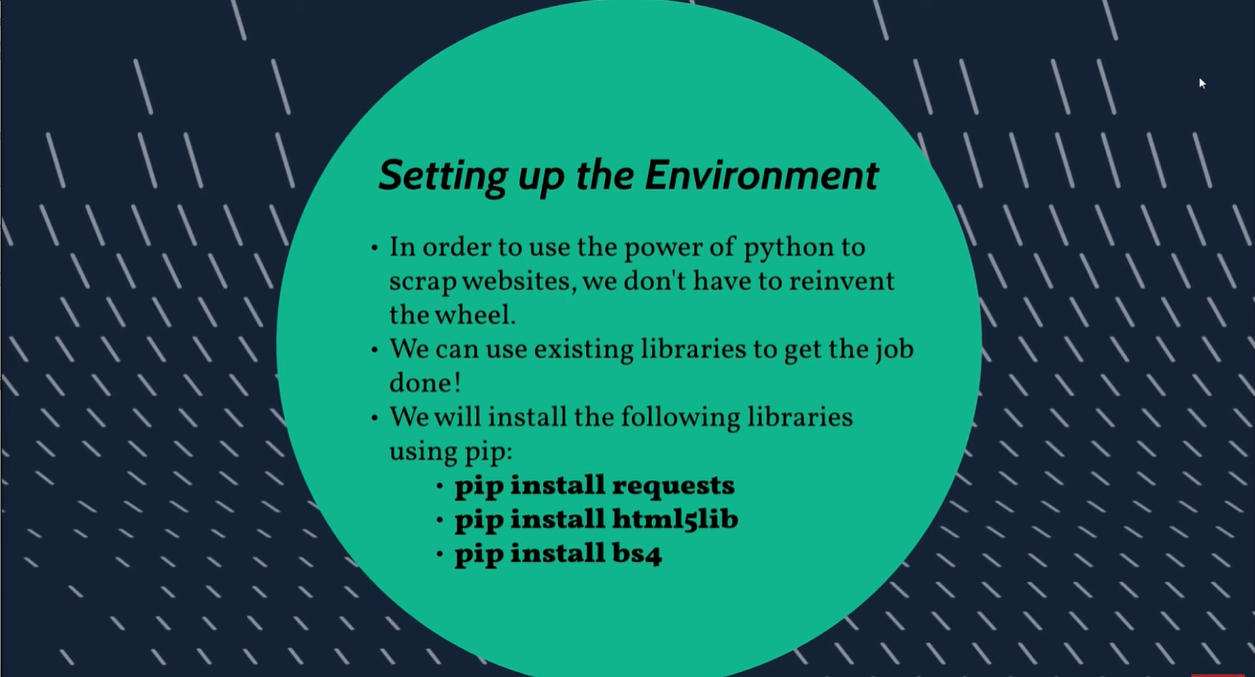 Setting up the Environment
• In order to use the power of python to
scrap websites, we don't have to reinvent
the wheel.
• We can use existing libraries to get the job
done!
• We will install the following libraries
using pip:
• pip install requests
• pip install html5lib
• pip install bs4